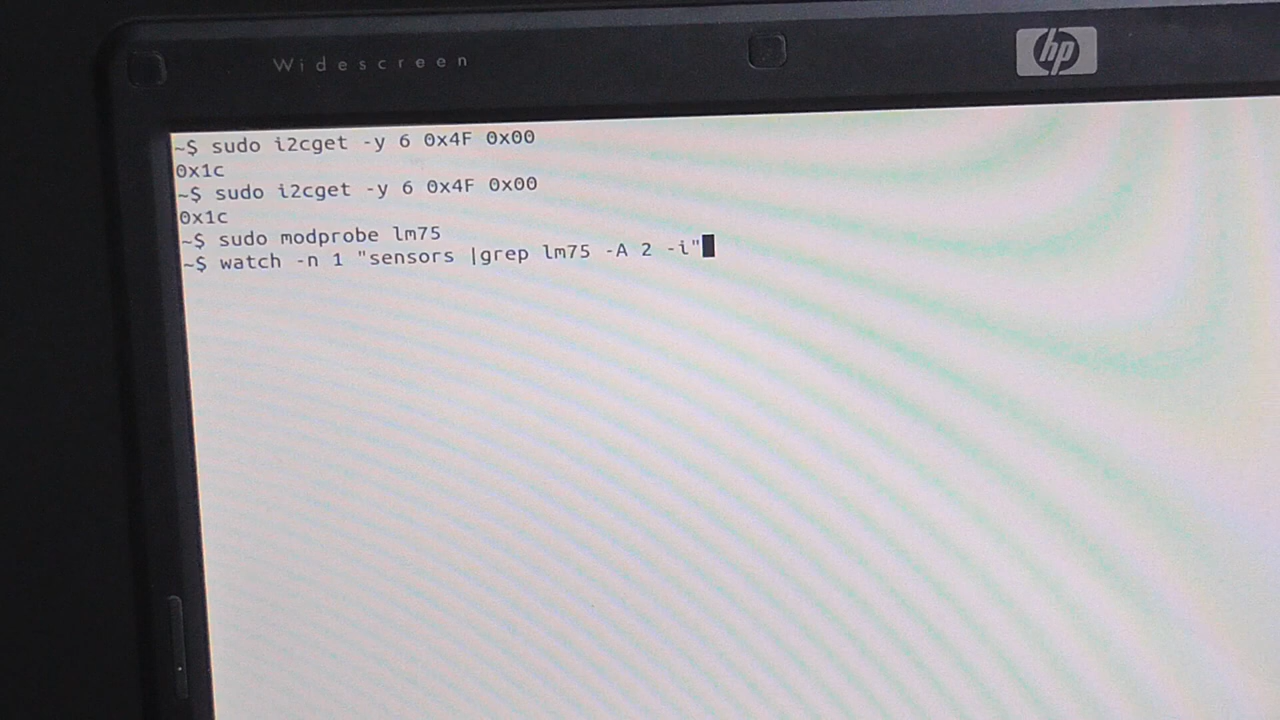 Widescreen
hp
~$ sudo i2cget -y 6 0x4F 0x00
0x1c
~$ sudo i2cget -y 6 0x4F 0x00
0x1c
~$ sudo modprobe lm75
~$ watch -n 1 "sensors |grep lm75 -A 2 -i"